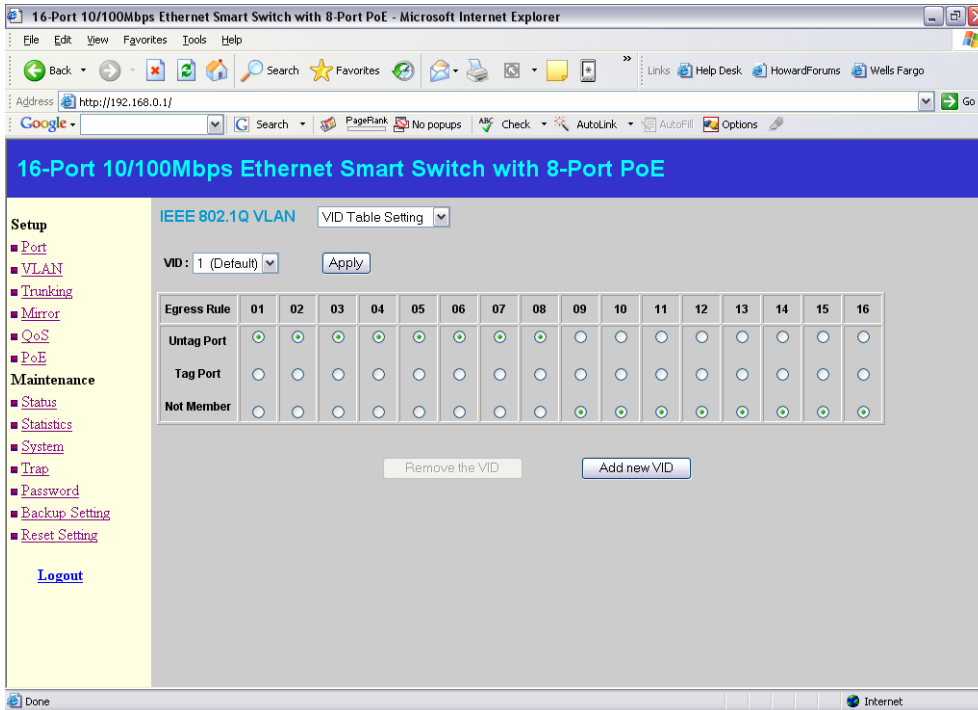 16-Port 10/100Mbps Ethernet Smart Switch with 8-Port PoE - Microsoft Internet Explorer
File Edit View Favorites Tools Help
Back Search Favorites » Links Help Desk HowardForums Wells Fargo
Address http://192.168.0.1/ Go
Google G Search PageRank No popups ABC Check AutoLink AutoFill Options
16-Port 10/100Mbps Ethernet Smart Switch with 8-Port PoE
Setup
Port
VLAN
Trunking
Mirror
QoS
PoE
Maintenance
Status
Statistics
System
Trap
Password
Backup Setting
Reset Setting
Logout
IEEE 802.1Q VLAN VID Table Setting
VID : 1 (Default) Apply
Egress Rule 01 02 03 04 05 06 07 08 09 10 11 12 13 14 15 16
Untag Port
Tag Port
Not Member
Remove the VID Add new VID
Done Internet